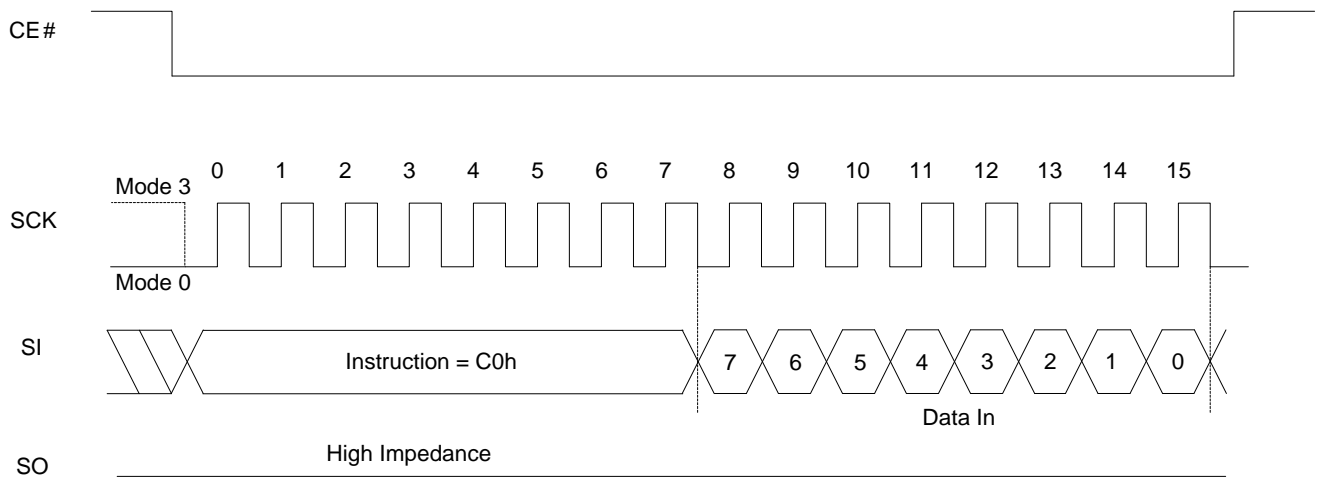 CE#
0 1 2 3 4 5 6 7 8 9 10 11 12 13 14 15
Mode 3
SCK
Mode 0
SI
Instruction = C0h
7 6 5 4 3 2 1 0
Data In
High Impedance
SO